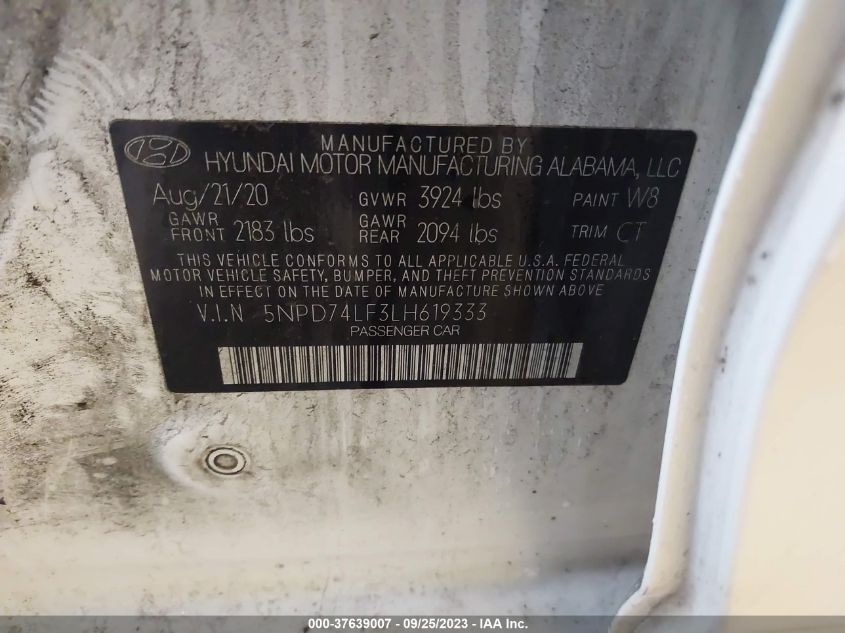 MANUFACTURED BY
HYUNDAI MOTOR MANUFACTURING ALABAMA, LLC
Aug/21/20 GVWR 3924 lbs PAINT W8
GAWR FRONT 2183 lbs GAWR REAR 2094 lbs TRIM CT
THIS VEHICLE CONFORMS TO ALL APPLICABLE U.S.A. FEDERAL
MOTOR VEHICLE SAFETY, BUMPER, AND THEFT PREVENTION STANDARDS
IN EFFECT ON THE DATE OF MANUFACTURE SHOWN ABOVE.
V.I.N 5NPD74LF3LH619333
PASSENGER CAR
000-37639007 - 09/25/2023 - IAA Inc.